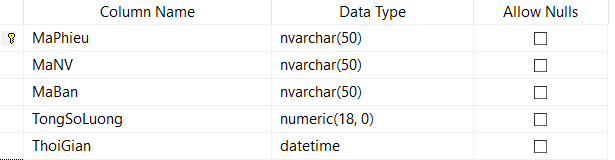 Column Name Data Type Allow Nulls
MaPhieu nvarchar(50)
MaNV nvarchar(50)
MaBan nvarchar(50)
TongSoLuong numeric(18, 0)
ThoiGian datetime